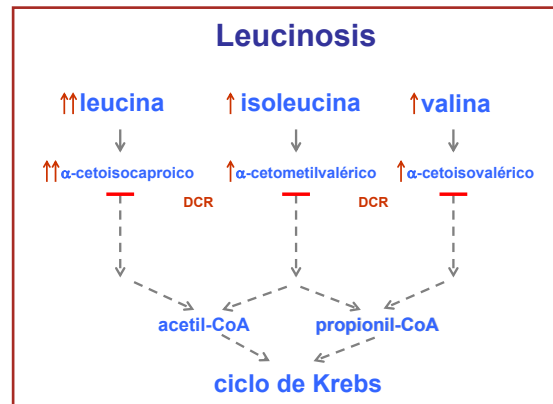 Leucinosis
↑↑leucina ↑ isoleucina ↑valina
↑↑α-cetoisocaproico ↑α-cetometilvalérico ↑α-cetoisovalérico
DCR DCR
acetil-CoA propionil-CoA
ciclo de Krebs